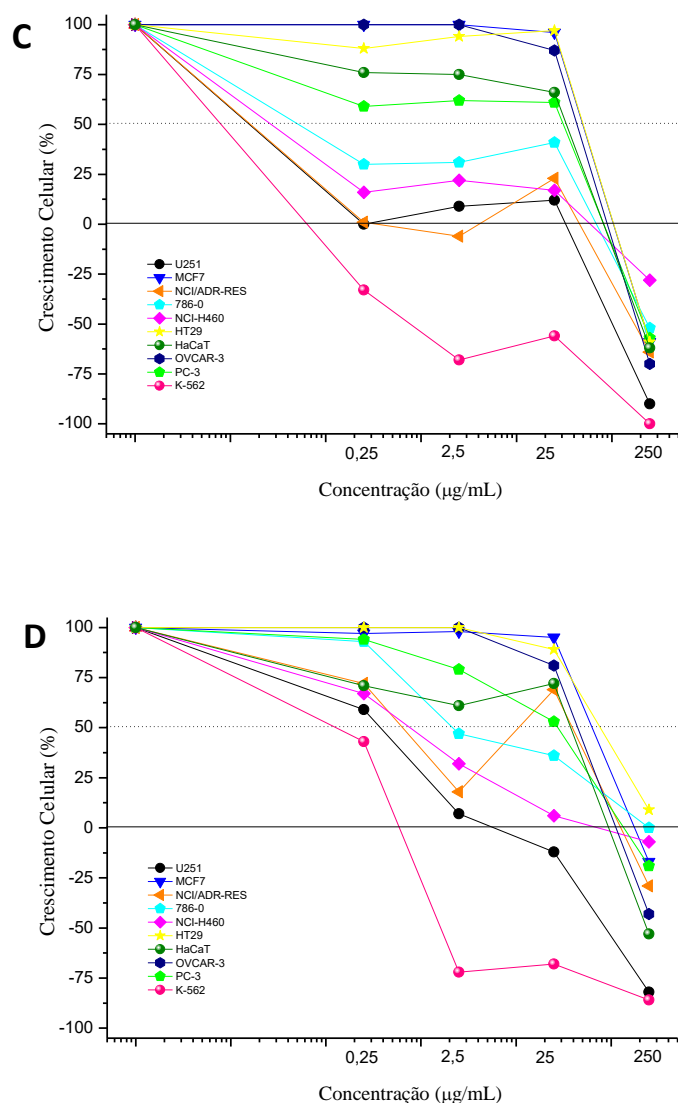 C
Crescimento Celular (%)
100
75
50
25
0
-25
-50
-75
-100
U251
MCF7
NCI/ADR-RES
786-0
NCI-H460
HT29
HaCaT
OVCAR-3
PC-3
K-562
0,25 2,5 25 250
Concentração (μg/mL)
D
Crescimento Celular (%)
100
75
50
25
0
-25
-50
-75
-100
U251
MCF7
NCI/ADR-RES
786-0
NCI-H460
HT29
HaCaT
OVCAR-3
PC-3
K-562
0,25 2,5 25 250
Concentração (μg/mL)